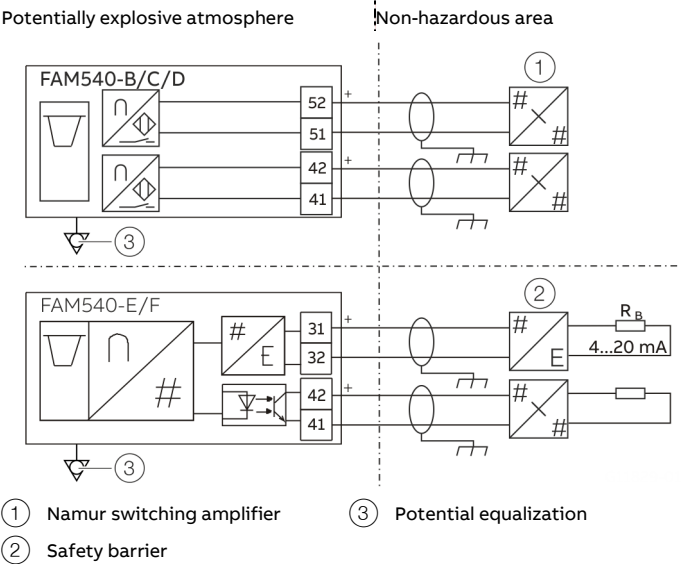 Potentially explosive atmosphere
Non-hazardous area
FAM540-B/C/D
1
52
+
#
#
51
42
+
#
#
41
3
FAM540-E/F
2
#
#
E
31
+
32
#
E
R B
4...20 mA
42
+
#
#
41
3
1 Namur switching amplifier
3 Potential equalization
2 Safety barrier